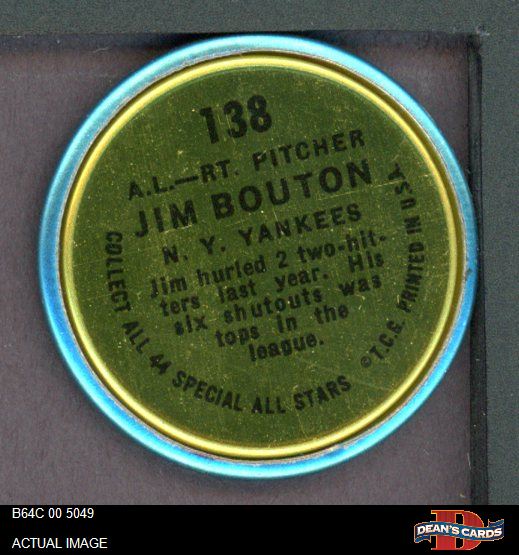 138
A.L.—RT. PITCHER
JIM BOUTON
N. Y. YANKEES
Jim hurled 2 two-hit-
ters last year. His
six shutouts was
tops in the
league.
COLLECT ALL 44 SPECIAL ALL STARS
©T.C.G. PRINTED IN U.S.A.
B64C 00 5049
ACTUAL IMAGE
D
DEAN'S CARDS